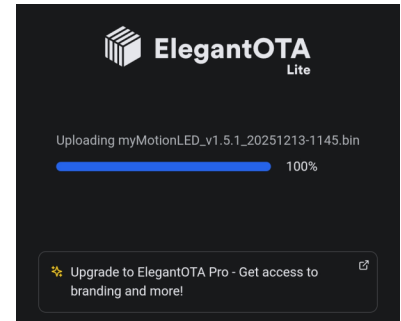 ElegantOTA
Lite
Uploading myMotionLED_v1.5.1_20251213-1145.bin
100%
Upgrade to ElegantOTA Pro - Get access to
branding and more!